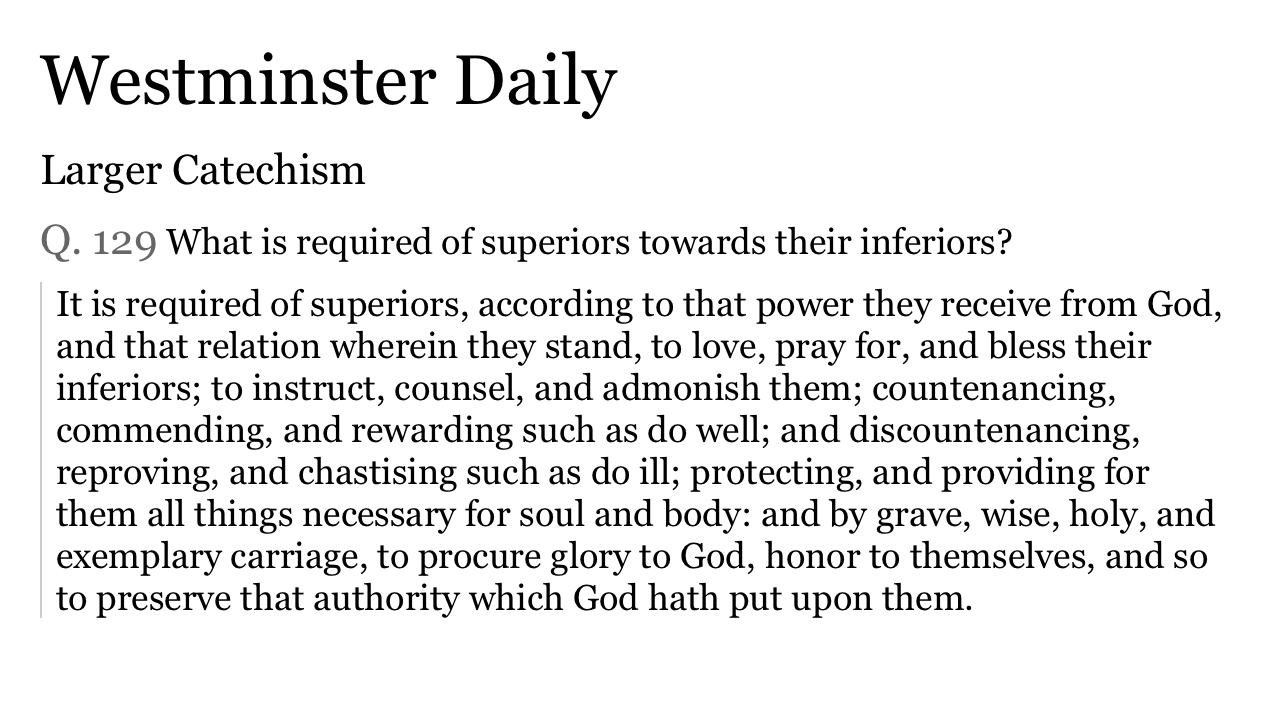 Westminster Daily
Larger Catechism
Q. 129 What is required of superiors towards their inferiors?
It is required of superiors, according to that power they receive from God,
and that relation wherein they stand, to love, pray for, and bless their
inferiors; to instruct, counsel, and admonish them; countenancing,
commending, and rewarding such as do well; and discountenancing,
reproving, and chastising such as do ill; protecting, and providing for
them all things necessary for soul and body: and by grave, wise, holy, and
exemplary carriage, to procure glory to God, honor to themselves, and so
to preserve that authority which God hath put upon them.